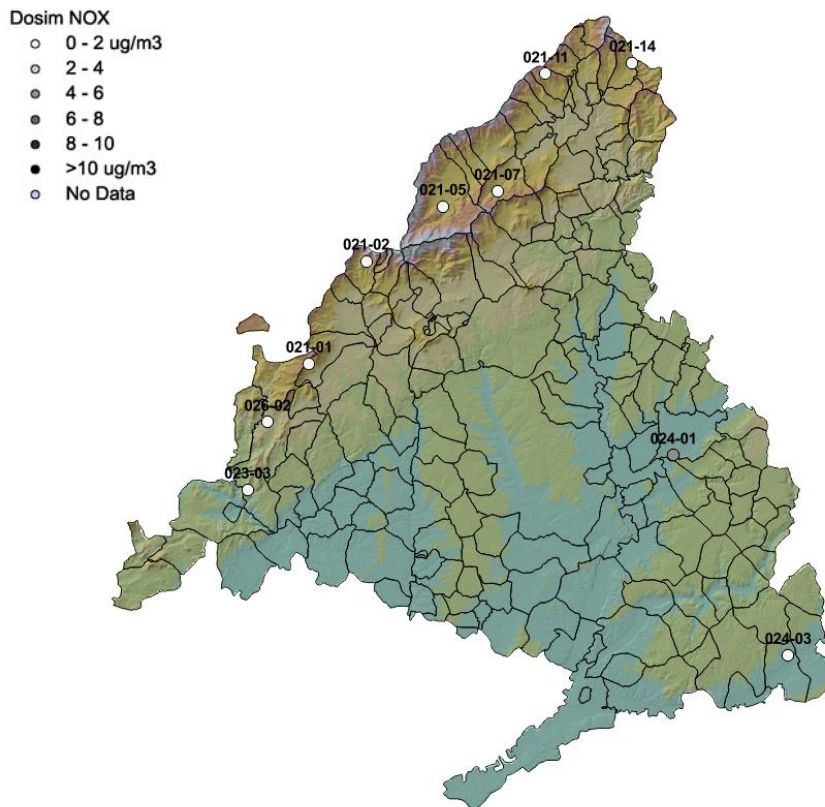 Dosim NOX
0 - 2 ug/m3
2 - 4
4 - 6
6 - 8
8 - 10
>10 ug/m3
No Data
021-14
021-11
021-07
021-05
021-02
021-01
026-02
024-01
023-03
024-03